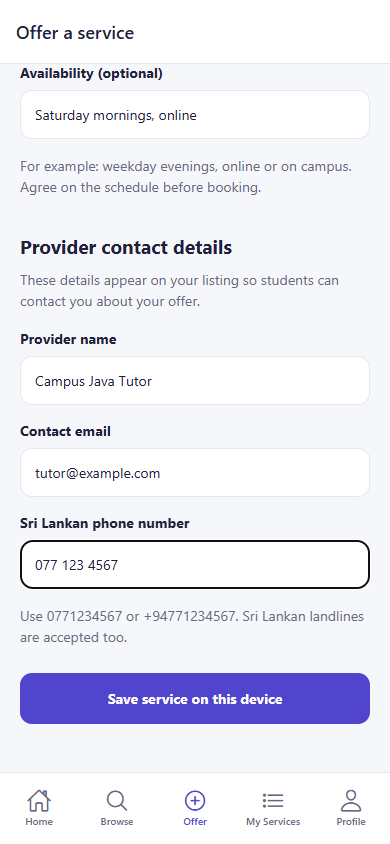 Offer a service
Availability (optional)
Saturday mornings, online
For example: weekday evenings, online or on campus.
Agree on the schedule before booking.
Provider contact details
These details appear on your listing so students can
contact you about your offer.
Provider name
Campus Java Tutor
Contact email
tutor@example.com
Sri Lankan phone number
077 123 4567
Use 0771234567 or +94771234567. Sri Lankan landlines
are accepted too.
Save service on this device
Home
Browse
Offer
My Services
Profile